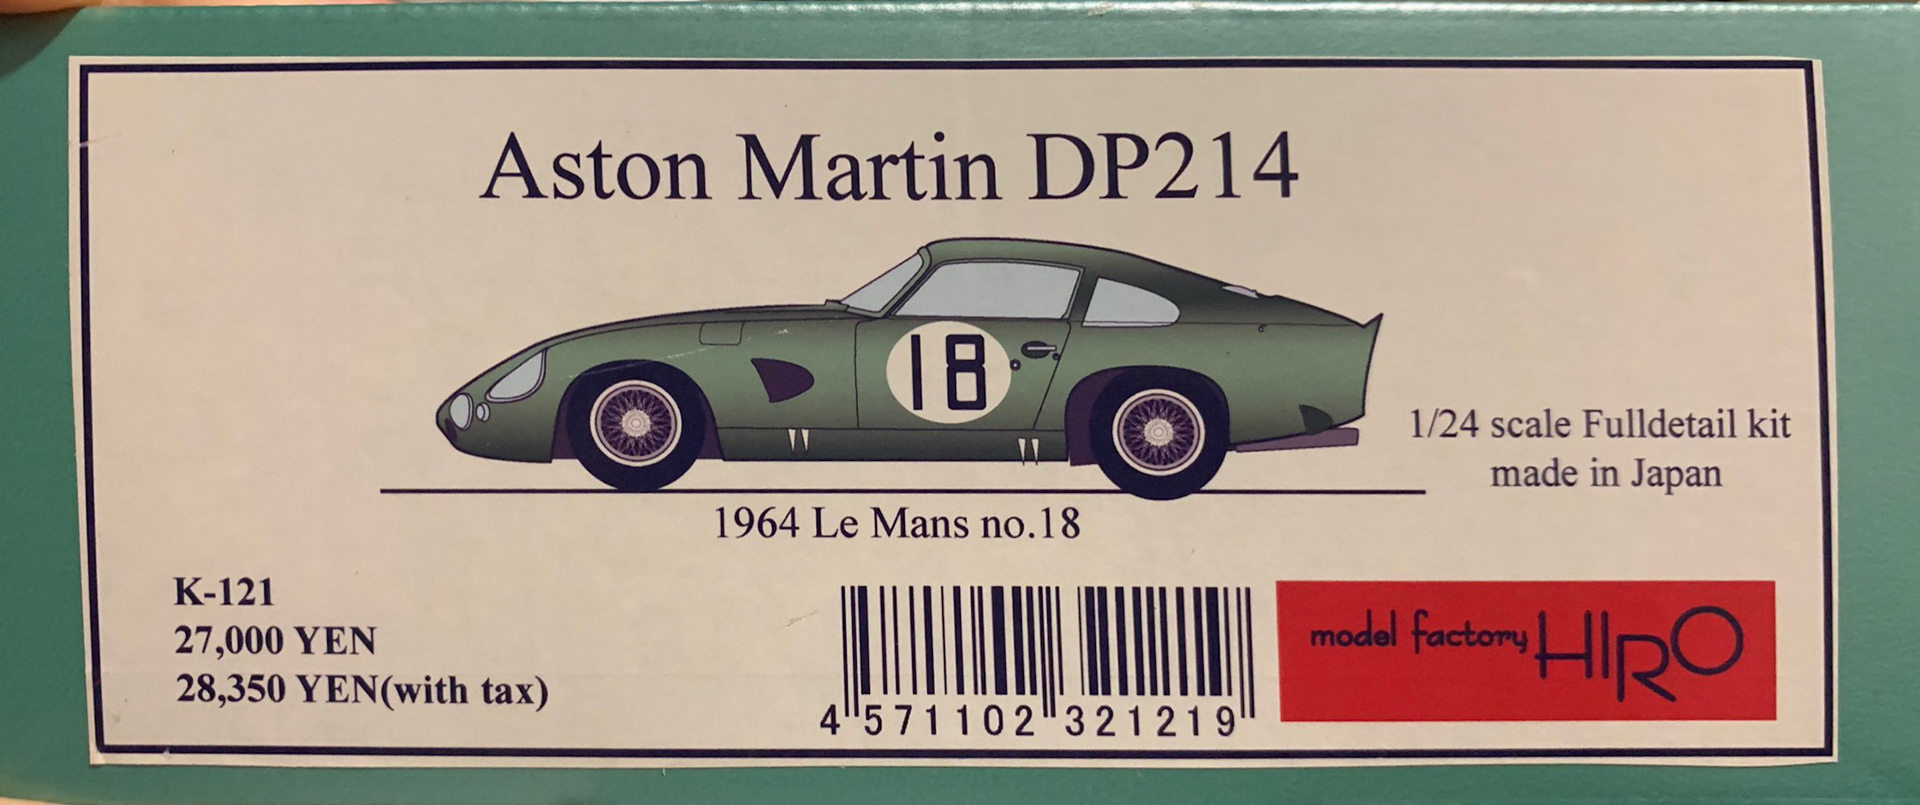 Aston Martin DP214
18
1/24 scale Fulldetail kit
made in Japan
1964 Le Mans no.18
K-121
27,000 YEN
28,350 YEN(with tax)
4 571102 321219
model factory HIRO